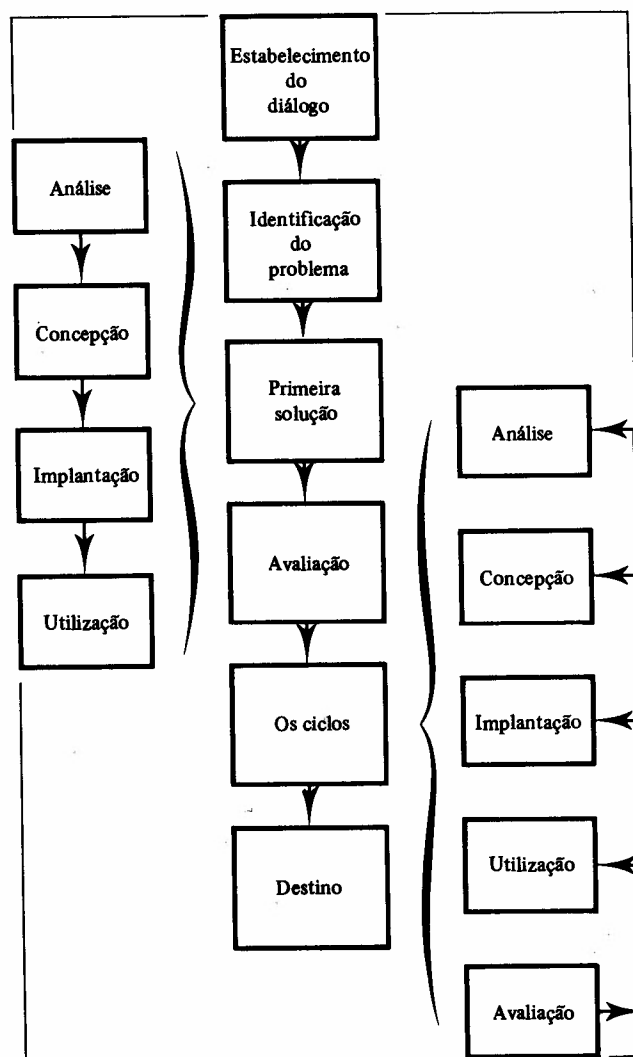 Estabelecimento
do
diálogo
Análise
Concepção
Implantação
Utilização
Identificação
do
problema
Primeira
solução
Avaliação
Os ciclos
Destino
Análise
Concepção
Implantação
Utilização
Avaliação